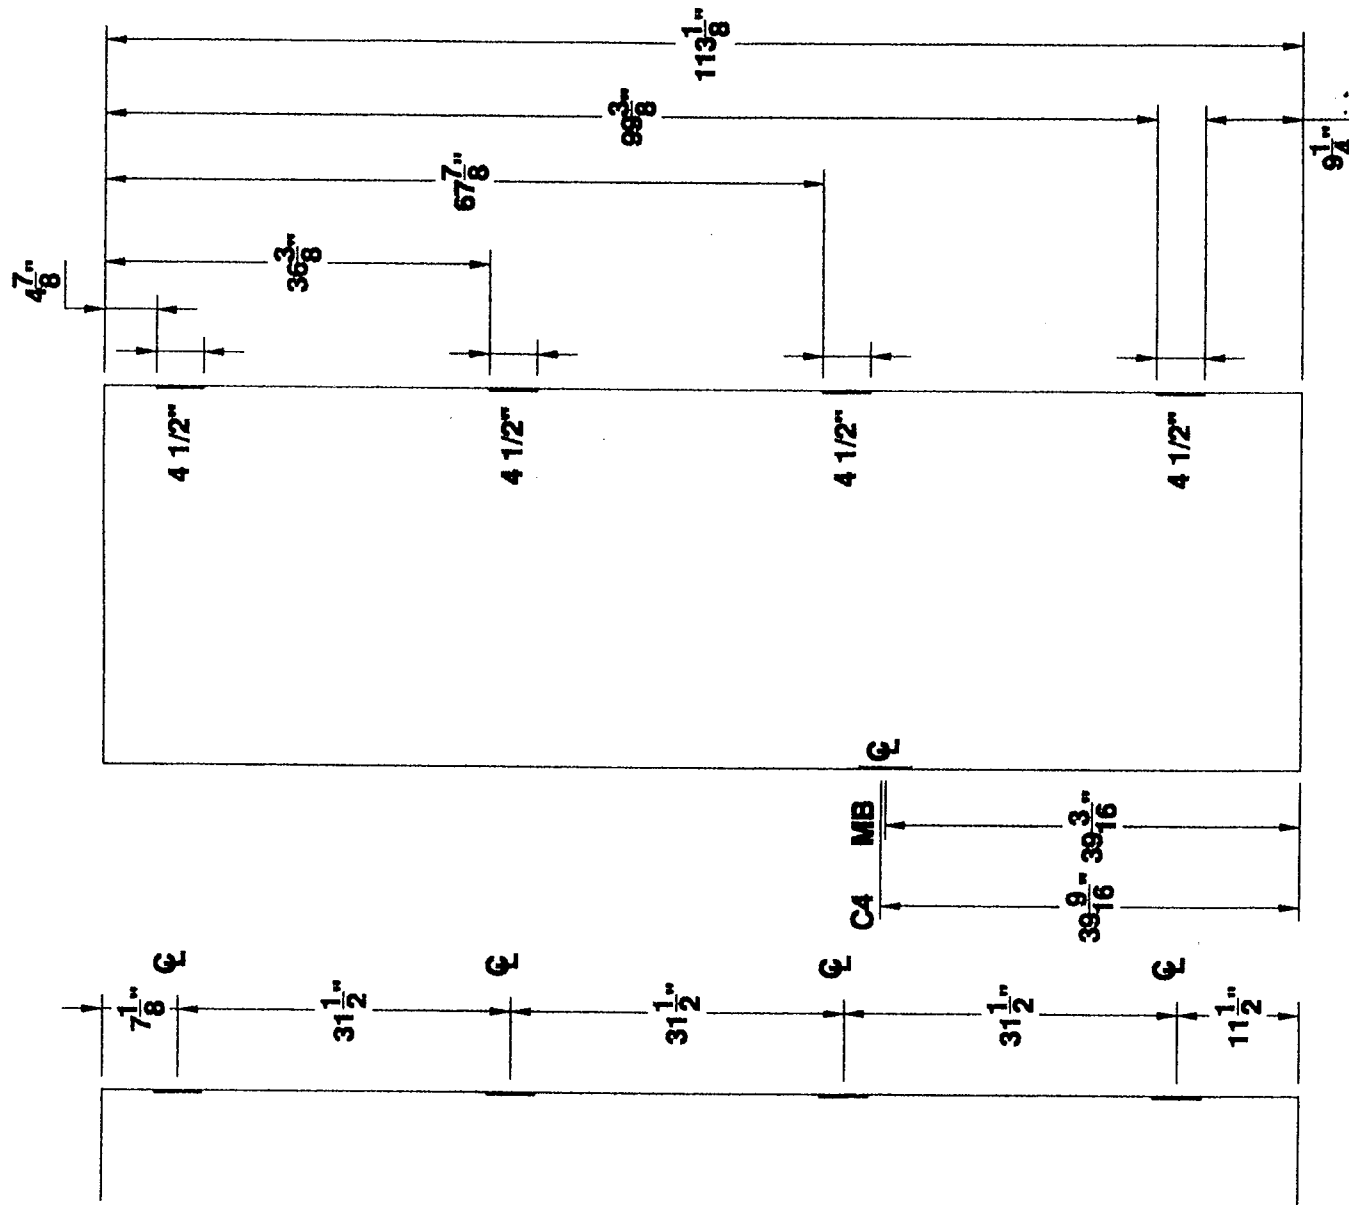 113 1/8"
99 3/8"
67 7/8"
36 3/8"
4 7/8"
9 1/4"
4 1/2"
4 1/2"
4 1/2"
4 1/2"
CL
MB
39 3/16"
C4
39 9/16"
CL
CL
CL
CL
7 1/8"
31 1/2"
31 1/2"
31 1/2"
11 1/2"